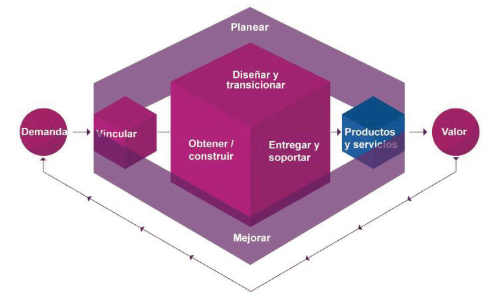 Planear
Diseñar y
transicionar
Demanda
Vincular
Obtener /
construir
Entregar y
soportar
Productos
y servicios
Valor
Mejorar